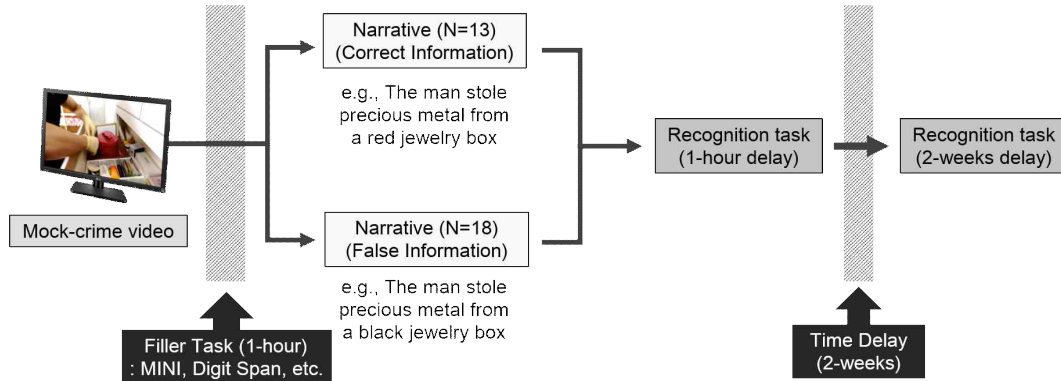 Mock-crime video
Filler Task (1-hour)
: MINI, Digit Span, etc.
Narrative (N=13)
(Correct Information)
e.g., The man stole
precious metal from
a red jewelry box
Narrative (N=18)
(False Information)
e.g., The man stole
precious metal from
a black jewelry box
Recognition task
(1-hour delay)
Time Delay
(2-weeks)
Recognition task
(2-weeks delay)